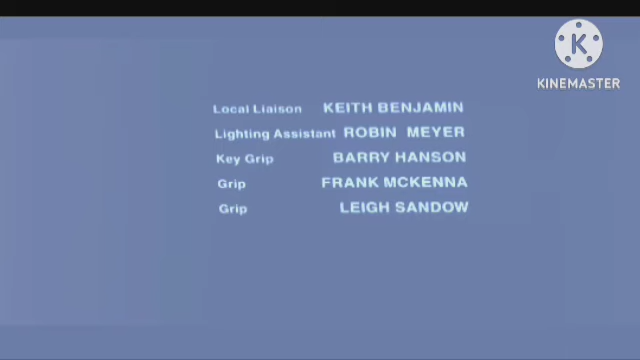 K
KINEMASTER
Local Liaison KEITH BENJAMIN
Lighting Assistant ROBIN MEYER
Key Grip BARRY HANSON
Grip FRANK MCKENNA
Grip LEIGH SANDOW